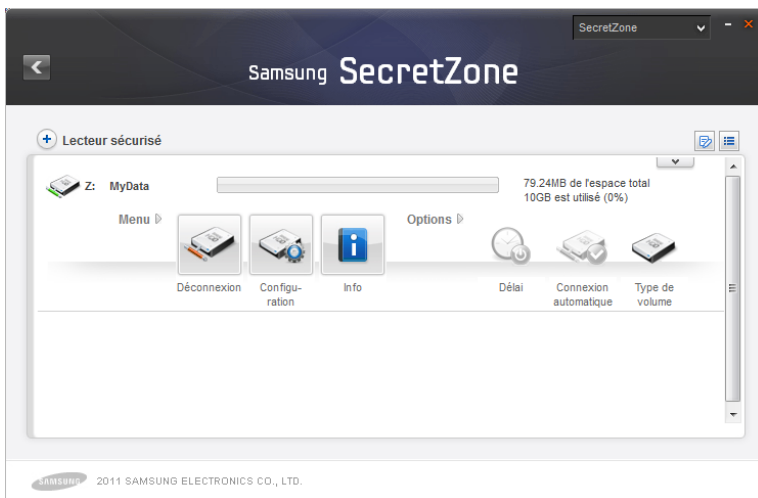 SecretZone
Samsung SecretZone
Lecteur sécurisé
Z: MyData
79.24MB de l'espace total
10GB est utilisé (0%)
Menu
Options
Déconnexion
Configu-
ration
Info
Délai
Connexion
automatique
Type de
volume
SAMSUNG 2011 SAMSUNG ELECTRONICS CO., LTD.